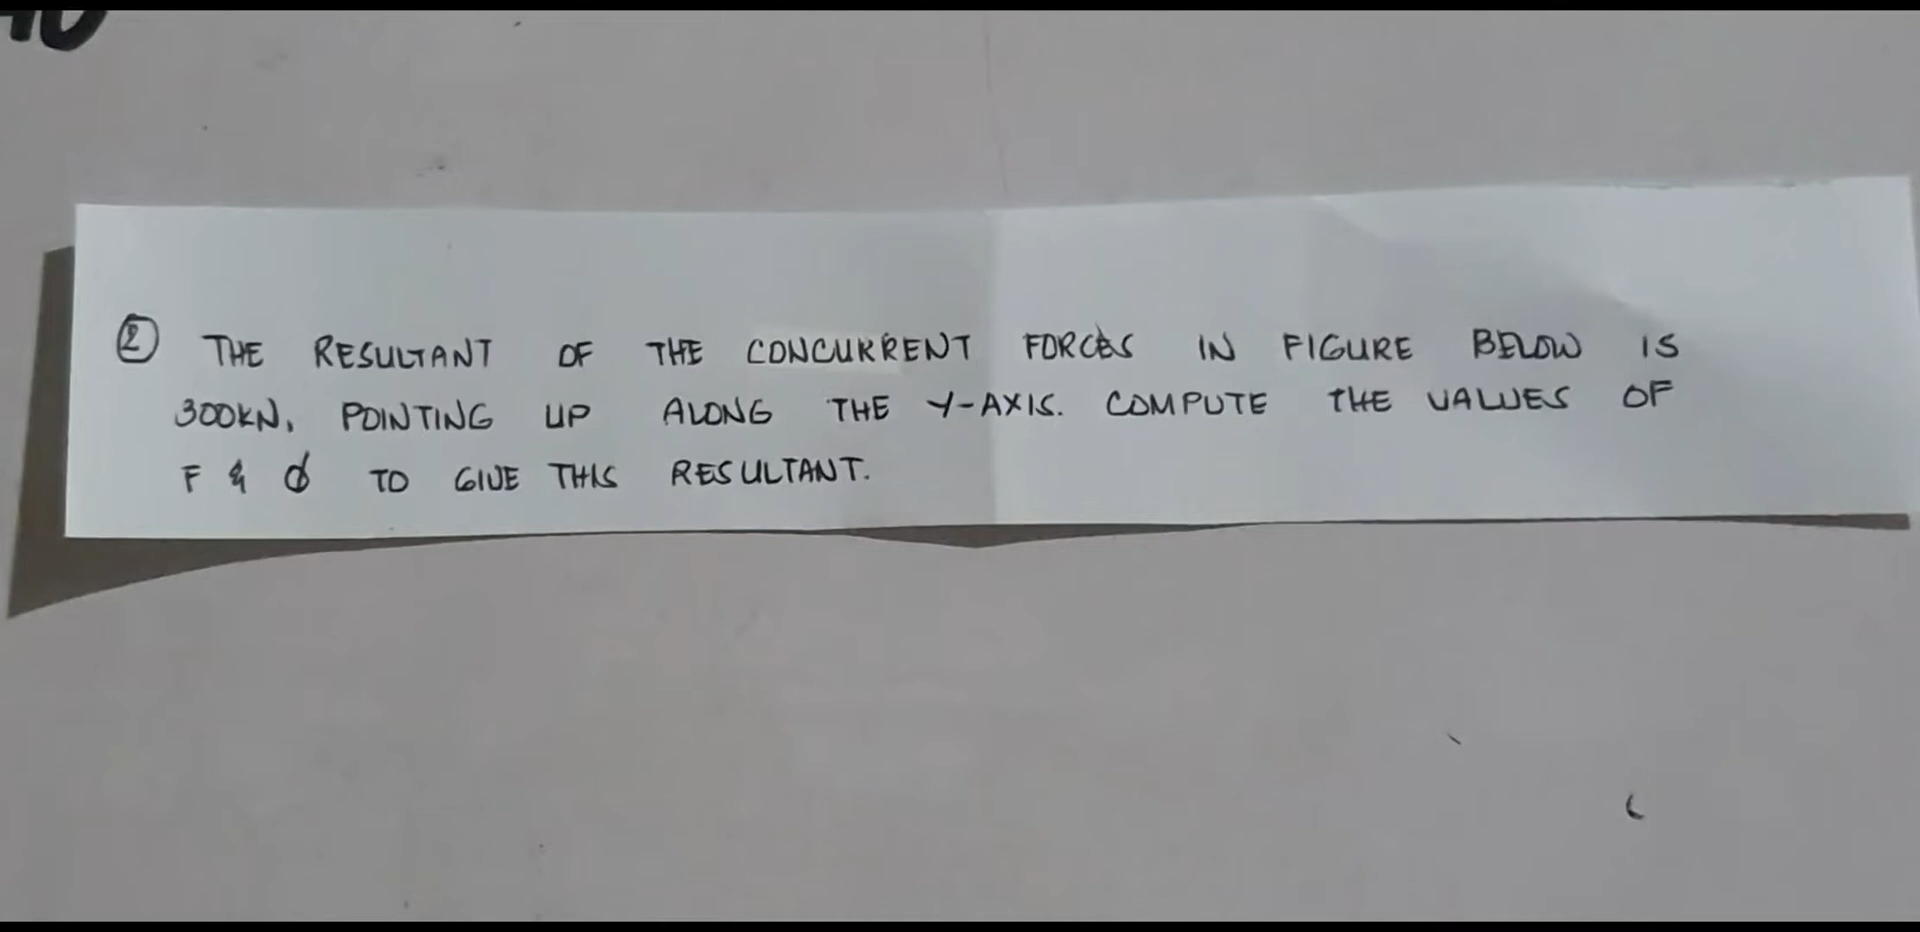 ② THE RESULTANT OF THE CONCURRENT FORCES IN FIGURE BELOW IS
300KN, POINTING UP ALONG THE Y-AXIS. COMPUTE THE VALUES OF
F & φ TO GIVE THIS RESULTANT.